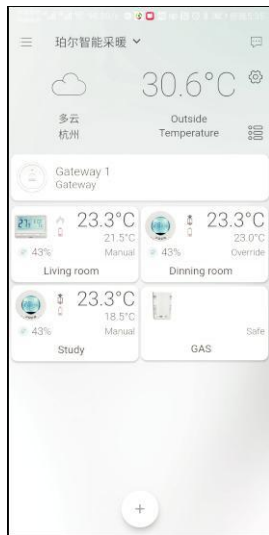 珀尔智能采暖
30.6°C
多云
杭州
Outside
Temperature
Gateway 1
Gateway
23.3°C
21.5°C
43%
Manual
Living room
23.3°C
23.0°C
43%
Override
Dinning room
23.3°C
18.5°C
43%
Manual
Study
Safe
GAS
+